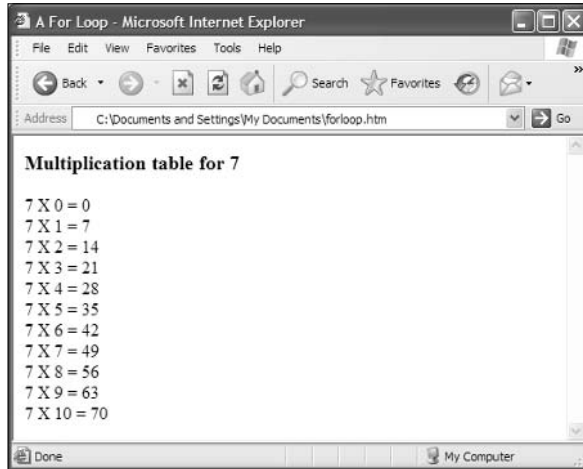 A For Loop - Microsoft Internet Explorer
File Edit View Favorites Tools Help
Back Search Favorites »
Address C:\Documents and Settings\My Documents\forloop.htm Go
Multiplication table for 7
7 X 0 = 0
7 X 1 = 7
7 X 2 = 14
7 X 3 = 21
7 X 4 = 28
7 X 5 = 35
7 X 6 = 42
7 X 7 = 49
7 X 8 = 56
7 X 9 = 63
7 X 10 = 70
Done My Computer